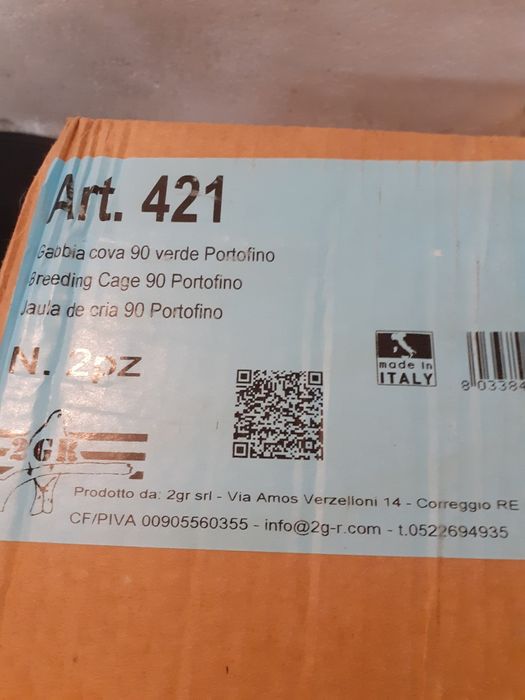 Art. 421
Gabbia cova 90 verde Portofino
Breeding Cage 90 Portofino
Jaula de cria 90 Portofino
N. 2pz
made in
ITALY
8 03384
2GR
Prodotto da: 2gr srl - Via Amos Verzelloni 14 - Correggio RE
CF/PIVA 00905560355 - info@2g-r.com - t.0522694935